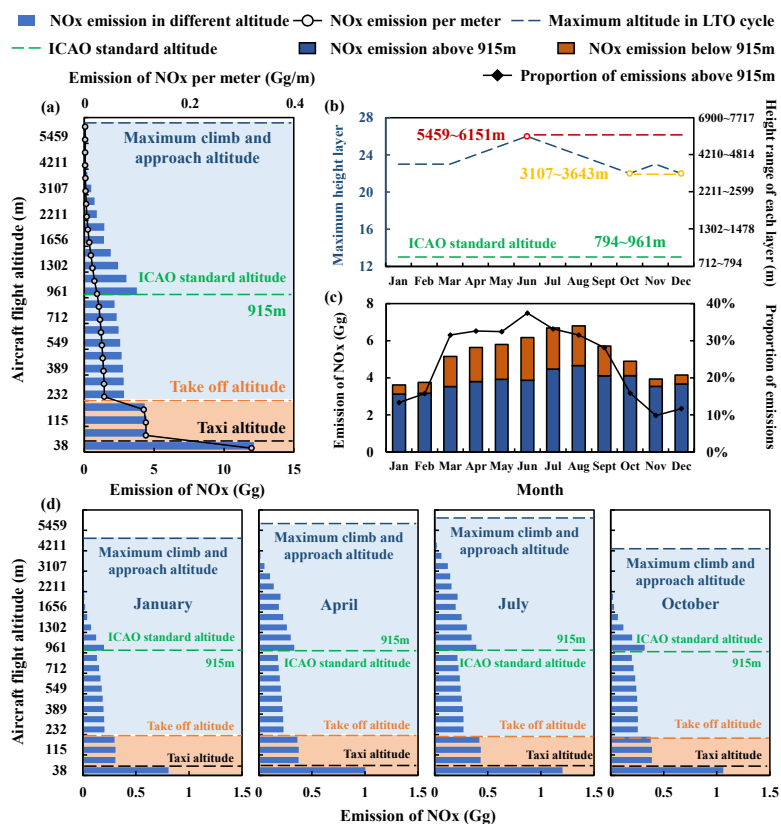 NOx emission in different altitude
NOx emission per meter
Maximum altitude in LTO cycle
ICAO standard altitude
NOx emission above 915m
NOx emission below 915m
Proportion of emissions above 915m
Emission of NOx per meter (Gg/m)
0 0.2 0.4
(a)
Maximum climb and
approach altitude
ICAO standard altitude
915m
Take off altitude
Taxi altitude
Aircraft flight altitude (m)
5459
4211
3107
2211
1656
1302
961
712
549
389
232
115
38
0 5 10 15
Emission of NOx (Gg)
(b)
5459~6151m
3107~3643m
ICAO standard altitude
794~961m
Maximum height layer
28
24
20
16
12
6900~7717
4210~4814
2211~2599
1302~1478
712~794
Height range of
each layer (m)
Jan Feb Mar Apr May Jun Jul Aug Sept Oct Nov Dec
(c)
Emission of NOx (Gg)
8
6
4
2
0
40%
30%
20%
10%
0%
Proportions of
emissions
Jan Feb Mar Apr May Jun Jul Aug Sept Oct Nov Dec
Month
(d)
Aircraft flight altitude (m)
5459
4211
3107
2211
1656
1302
961
712
549
389
232
115
38
Maximum climb and
approach altitude
January
ICAO standard altitude
915m
Take off altitude
Taxi altitude
0 0.5 1 1.5
Maximum climb and
approach altitude
April
915m
ICAO standard altitude
Take off altitude
Taxi altitude
0 0.5 1 1.5
Maximum climb and
approach altitude
July
915m
ICAO standard altitude
Take off altitude
Taxi altitude
0 0.5 1 1.5
Maximum climb and
approach altitude
October
ICAO standard altitude
915m
Take off altitude
Taxi altitude
0 0.5 1 1.5
Emission of NOx (Gg)